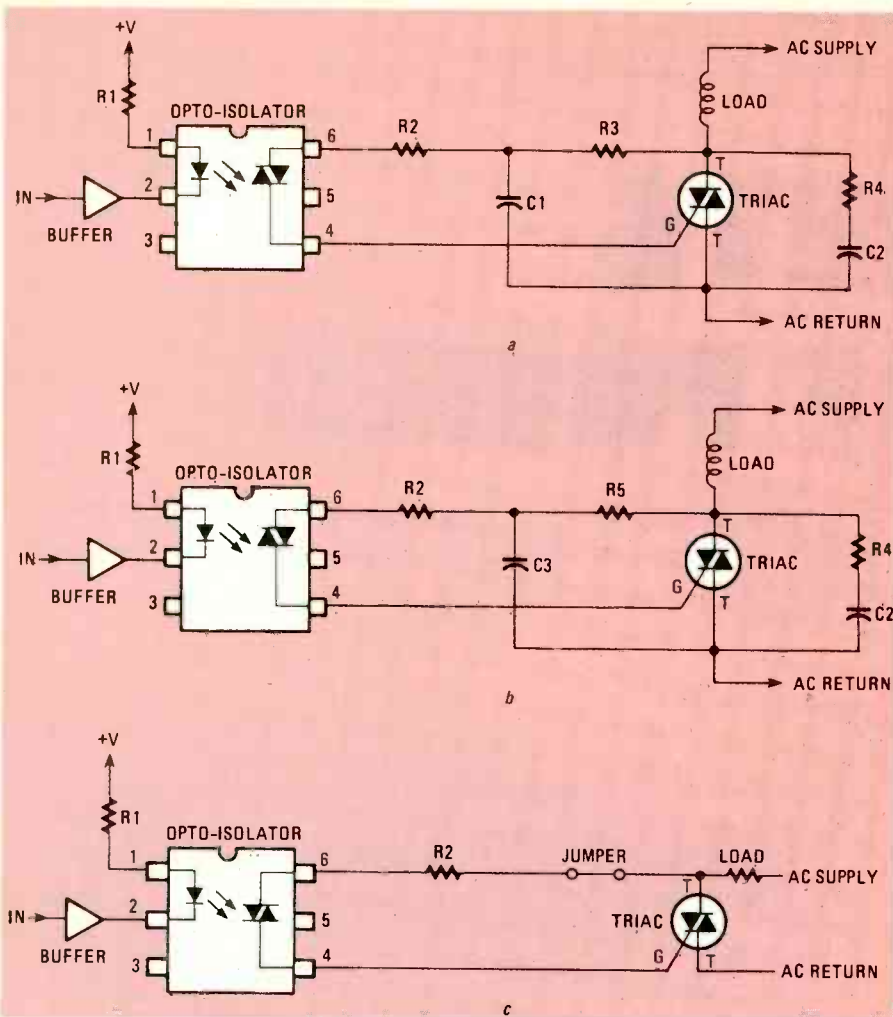 +V
AC SUPPLY
R1
OPTO-ISOLATOR
LOAD
1
6
R2
R3
T
IN
2
5
C1
TRIAC
R4
BUFFER
G
3
4
T
C2
AC RETURN
a
+V
AC SUPPLY
R1
OPTO-ISOLATOR
LOAD
1
6
R2
R5
T
IN
2
5
C3
TRIAC
R4
BUFFER
G
3
4
T
C2
AC RETURN
b
+V
R1
OPTO-ISOLATOR
1
6
R2
JUMPER
T
LOAD
AC SUPPLY
IN
2
5
TRIAC
BUFFER
G
T
AC RETURN
3
4
c